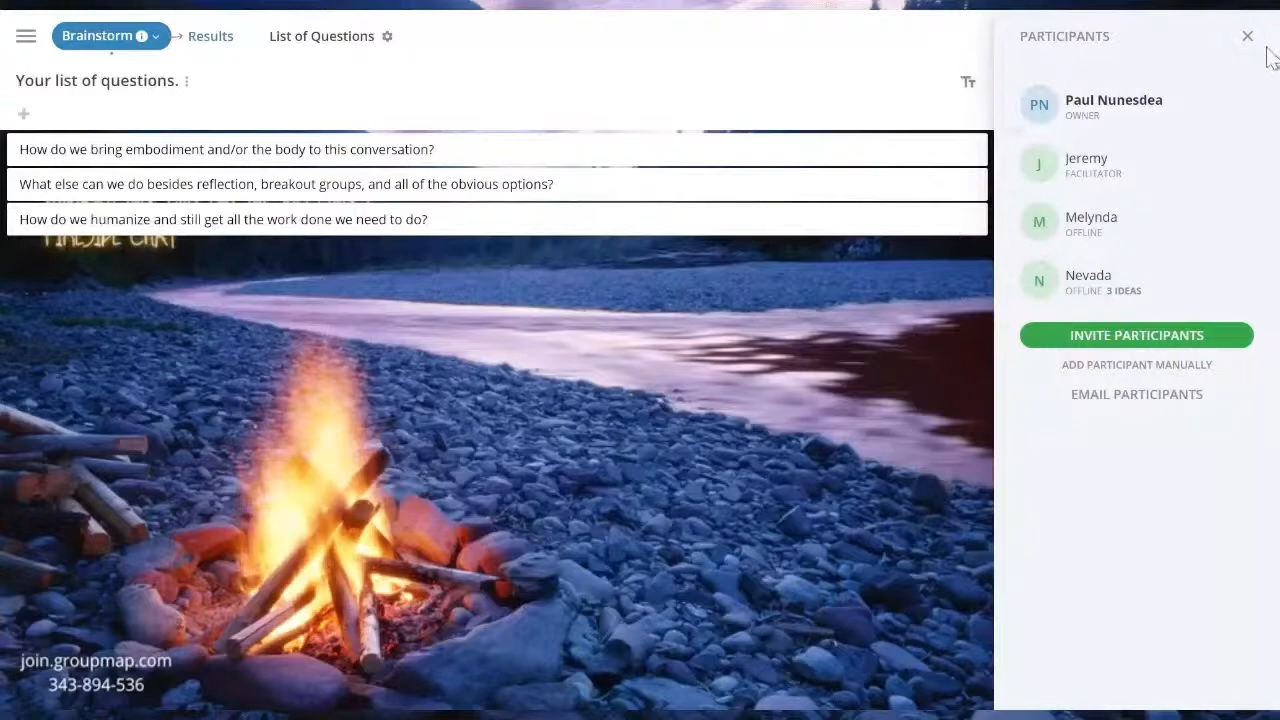 Brainstorm
Results
List of Questions
Your list of questions.
Tт
How do we bring embodiment and/or the body to this conversation?
What else can we do besides reflection, breakout groups, and all of the obvious options?
How do we humanize and still get all the work done we need to do?
FIRESIDE CHAT
join.groupmap.com
343-894-536
PARTICIPANTS
PN
Paul Nunesdea
OWNER
J
Jeremy
FACILITATOR
M
Melynda
OFFLINE
N
Nevada
OFFLINE 3 IDEAS
INVITE PARTICIPANTS
ADD PARTICIPANT MANUALLY
EMAIL PARTICIPANTS